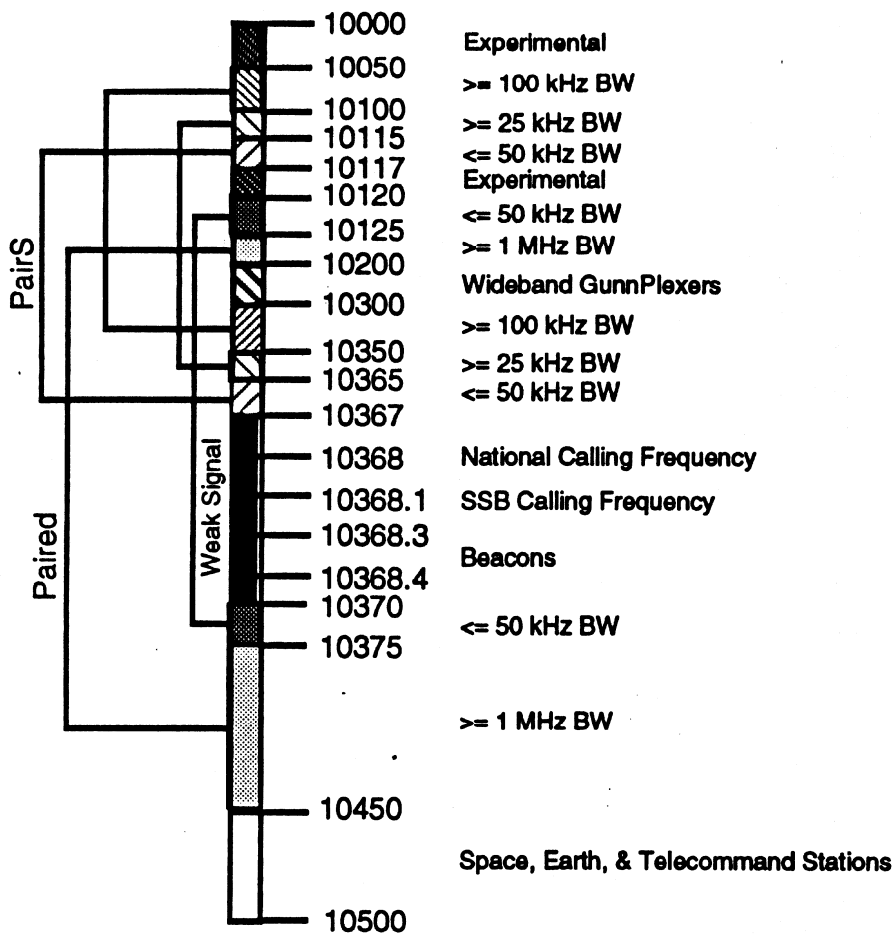 10000
Experimental
10050
>= 100 kHz BW
10100
>= 25 kHz BW
10115
<= 50 kHz BW
10117
Experimental
10120
<= 50 kHz BW
10125
>= 1 MHz BW
10200
Wideband GunnPlexers
10300
>= 100 kHz BW
10350
>= 25 kHz BW
10365
<= 50 kHz BW
10367
10368
National Calling Frequency
10368.1
SSB Calling Frequency
10368.3
Beacons
10368.4
10370
<= 50 kHz BW
10375
>= 1 MHz BW
10450
Space, Earth, & Telecommand Stations
10500
PairS
Paired
Weak Signal